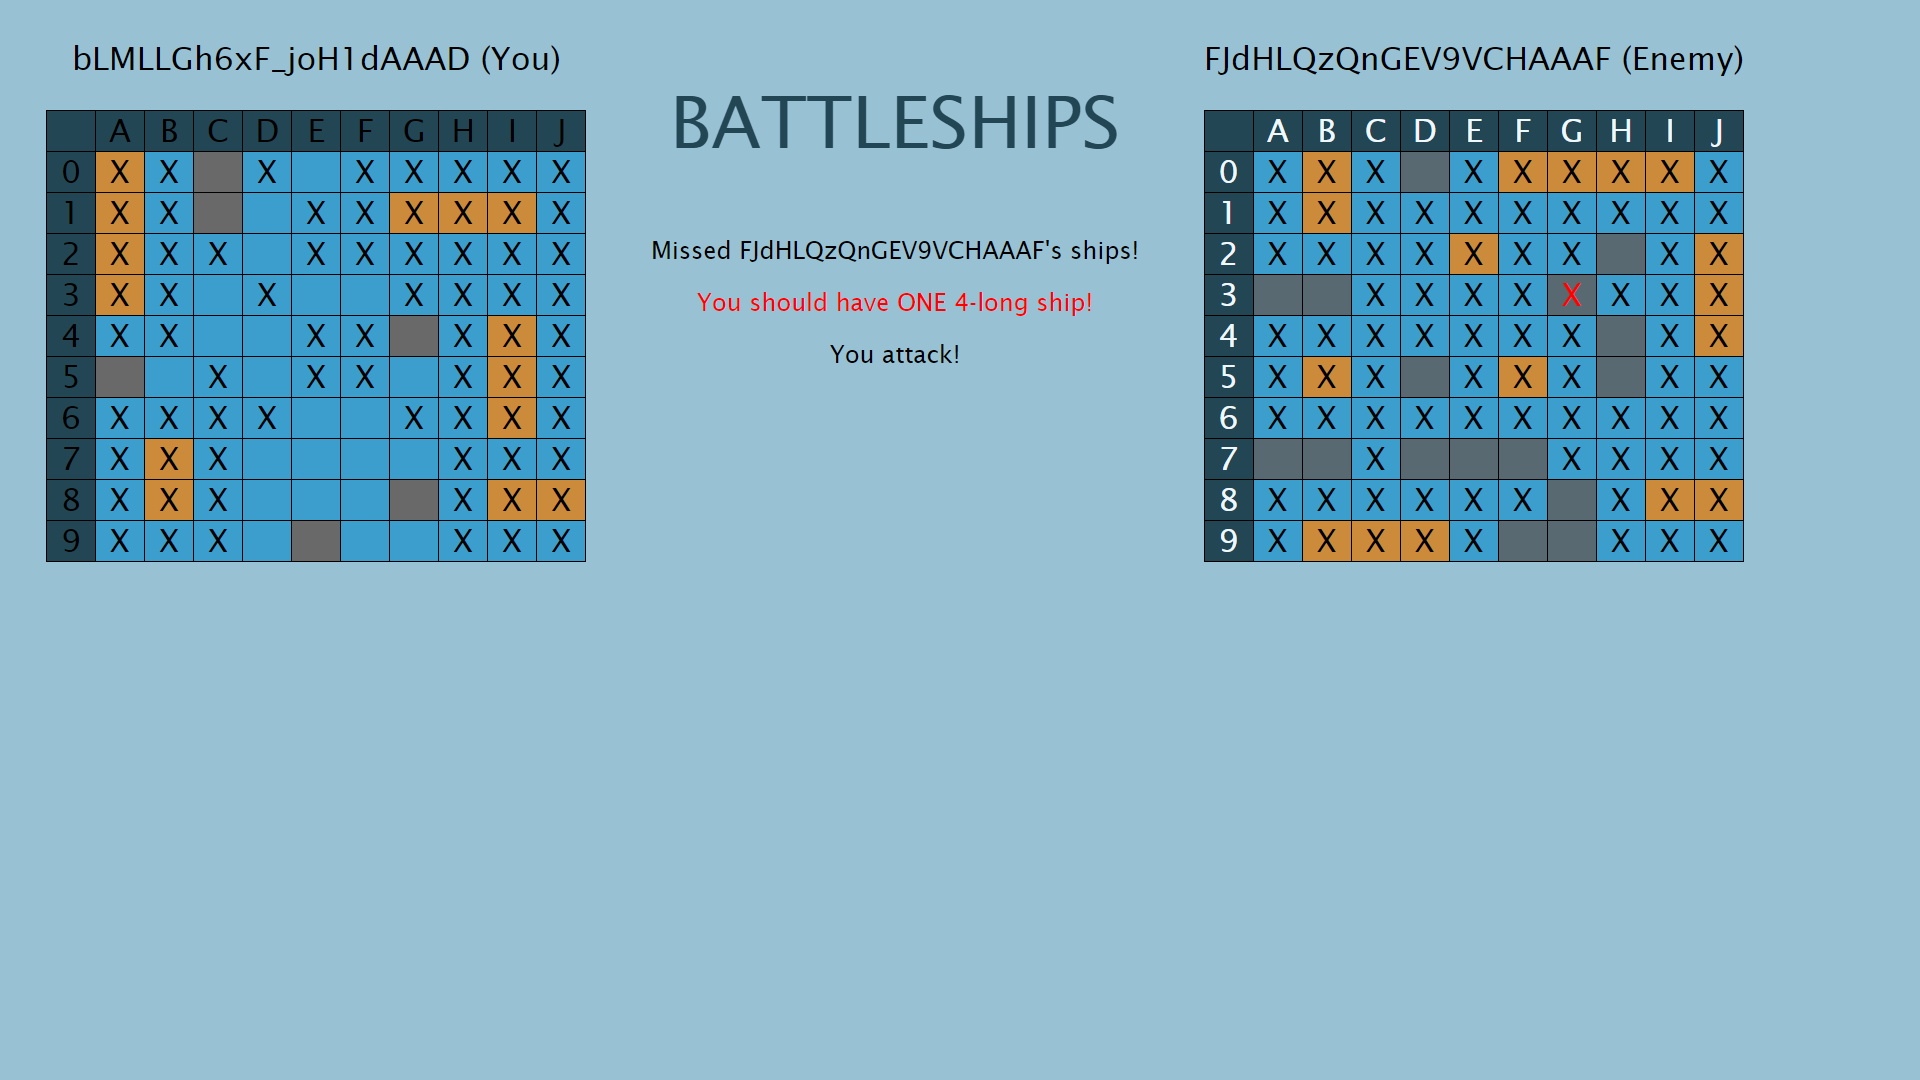 bLMLLGh6xF_joH1dAAAD (You)
A B C D E F G H I J
0 X X X X X X X X
1 X X X X X X X X
2 X X X X X X X X X
3 X X X X X X X
4 X X X X X X X
5 X X X X X X
6 X X X X X X X X
7 X X X X X X
8 X X X X X X
9 X X X X X X
BATTLESHIPS
Missed FJdHLQzQnGEV9VCHAAAF's ships!
You should have ONE 4-long ship!
You attack!
FJdHLQzQnGEV9VCHAAAF (Enemy)
A B C D E F G H I J
0 X X X X X X X X X
1 X X X X X X X X X X
2 X X X X X X X X X
3 X X X X X X X X
4 X X X X X X X X X
5 X X X X X X X X
6 X X X X X X X X X X
7 X X X X X
8 X X X X X X X X X
9 X X X X X X X X